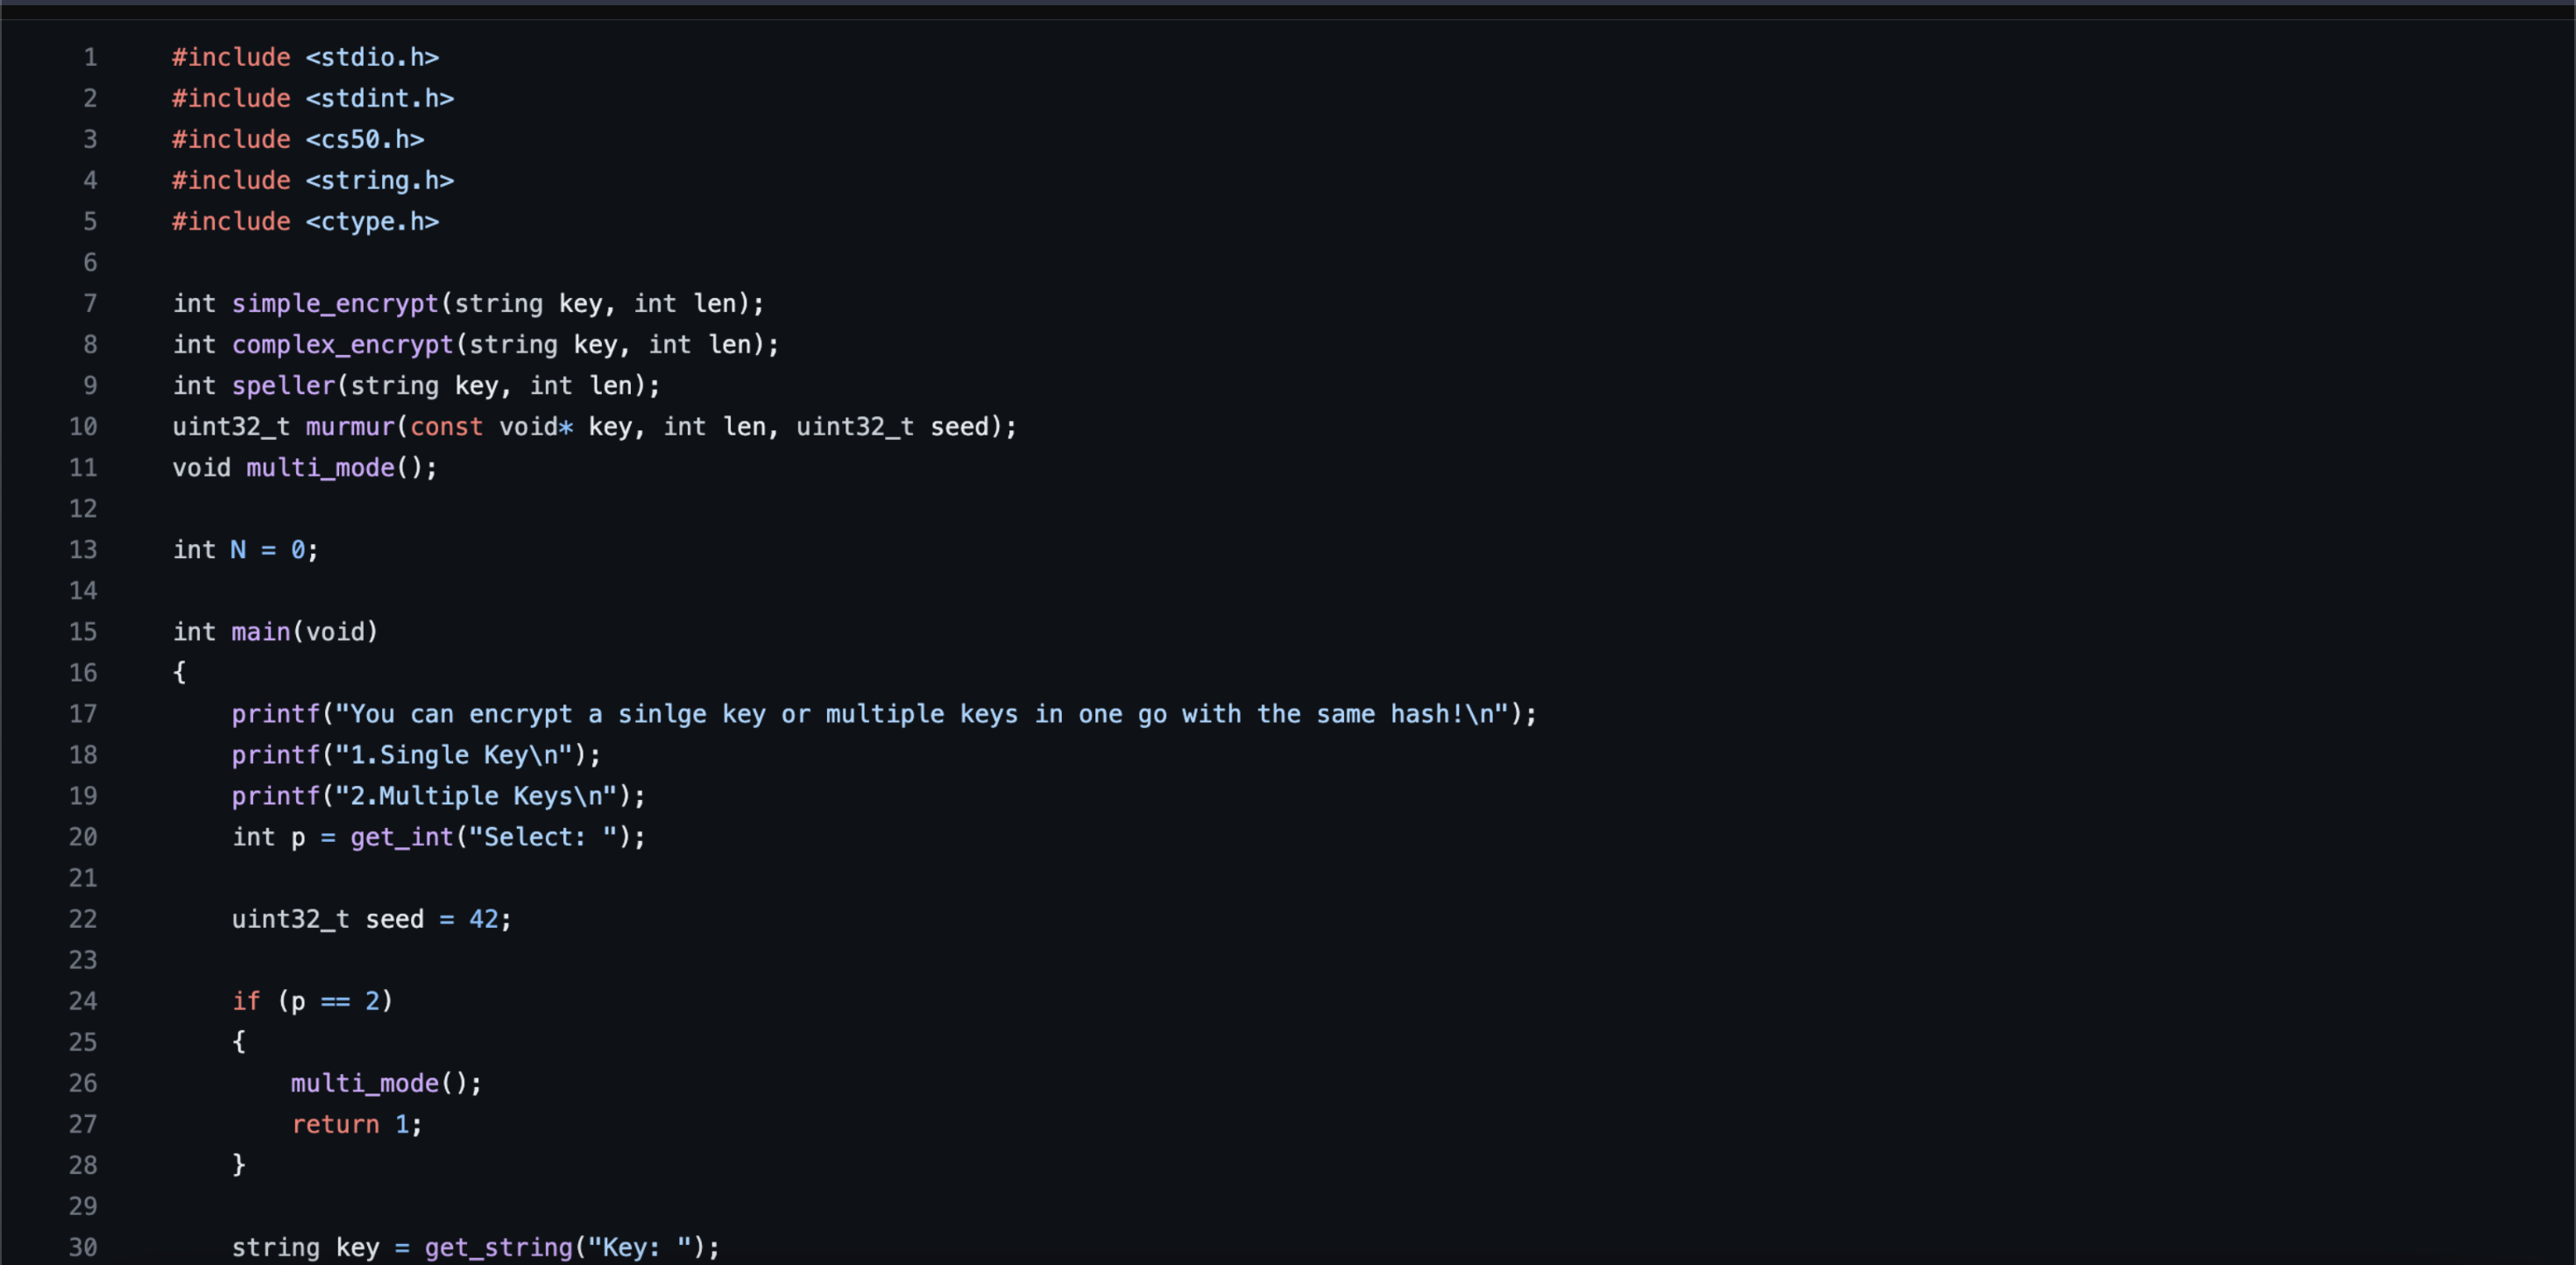 1 #include <stdio.h>
2 #include <stdint.h>
3 #include <cs50.h>
4 #include <string.h>
5 #include <ctype.h>
6
7 int simple_encrypt(string key, int len);
8 int complex_encrypt(string key, int len);
9 int speller(string key, int len);
10 uint32_t murmur(const void* key, int len, uint32_t seed);
11 void multi_mode();
12
13 int N = 0;
14
15 int main(void)
16 {
17     printf("You can encrypt a sinlge key or multiple keys in one go with the same hash!\n");
18     printf("1.Single Key\n");
19     printf("2.Multiple Keys\n");
20     int p = get_int("Select: ");
21
22     uint32_t seed = 42;
23
24     if (p == 2)
25     {
26         multi_mode();
27         return 1;
28     }
29
30     string key = get_string("Key: ");